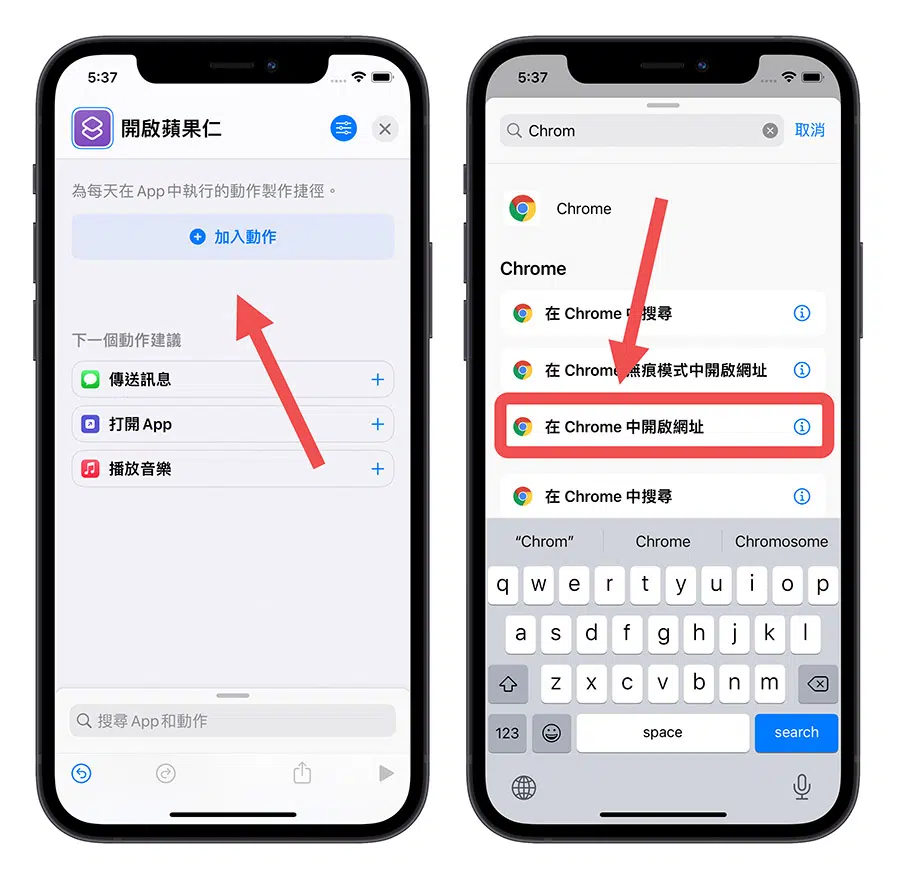 5:37
開啟蘋果仁
為每天在 App 中執行的動作製作捷徑。
加入動作
下一個動作建議
傳送訊息
打開 App
播放音樂
搜尋 App 和動作
5:37
Chrom
取消
Chrome
Chrome
在 Chrome 中搜尋
在 Chrome 無痕模式中開啟網址
在 Chrome 中開啟網址
在 Chrome 中搜尋
“Chrom” Chrome Chromosome
q w e r t y u i o p
a s d f g h j k l
z x c v b n m
123 space search